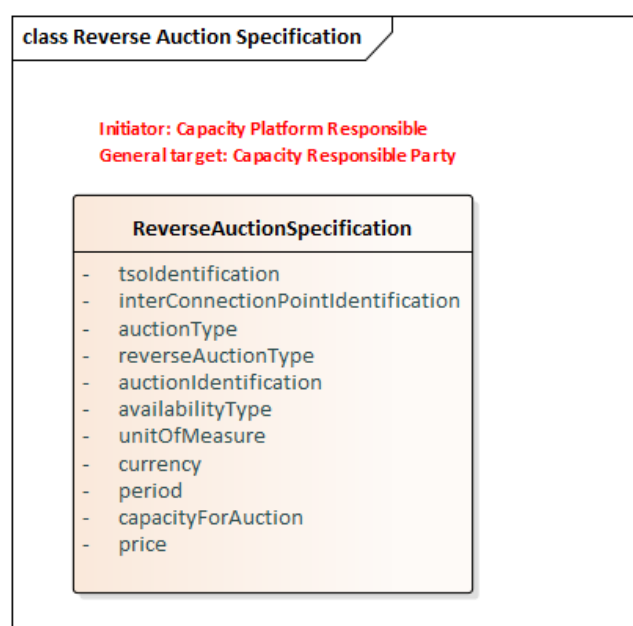 class Reverse Auction Specification
Initiator: Capacity Platform Responsible
General target: Capacity Responsible Party
ReverseAuctionSpecification
- tsoIdentification
- interConnectionPointIdentification
- auctionType
- reverseAuctionType
- auctionIdentification
- availabilityType
- unitOfMeasure
- currency
- period
- capacityForAuction
- price